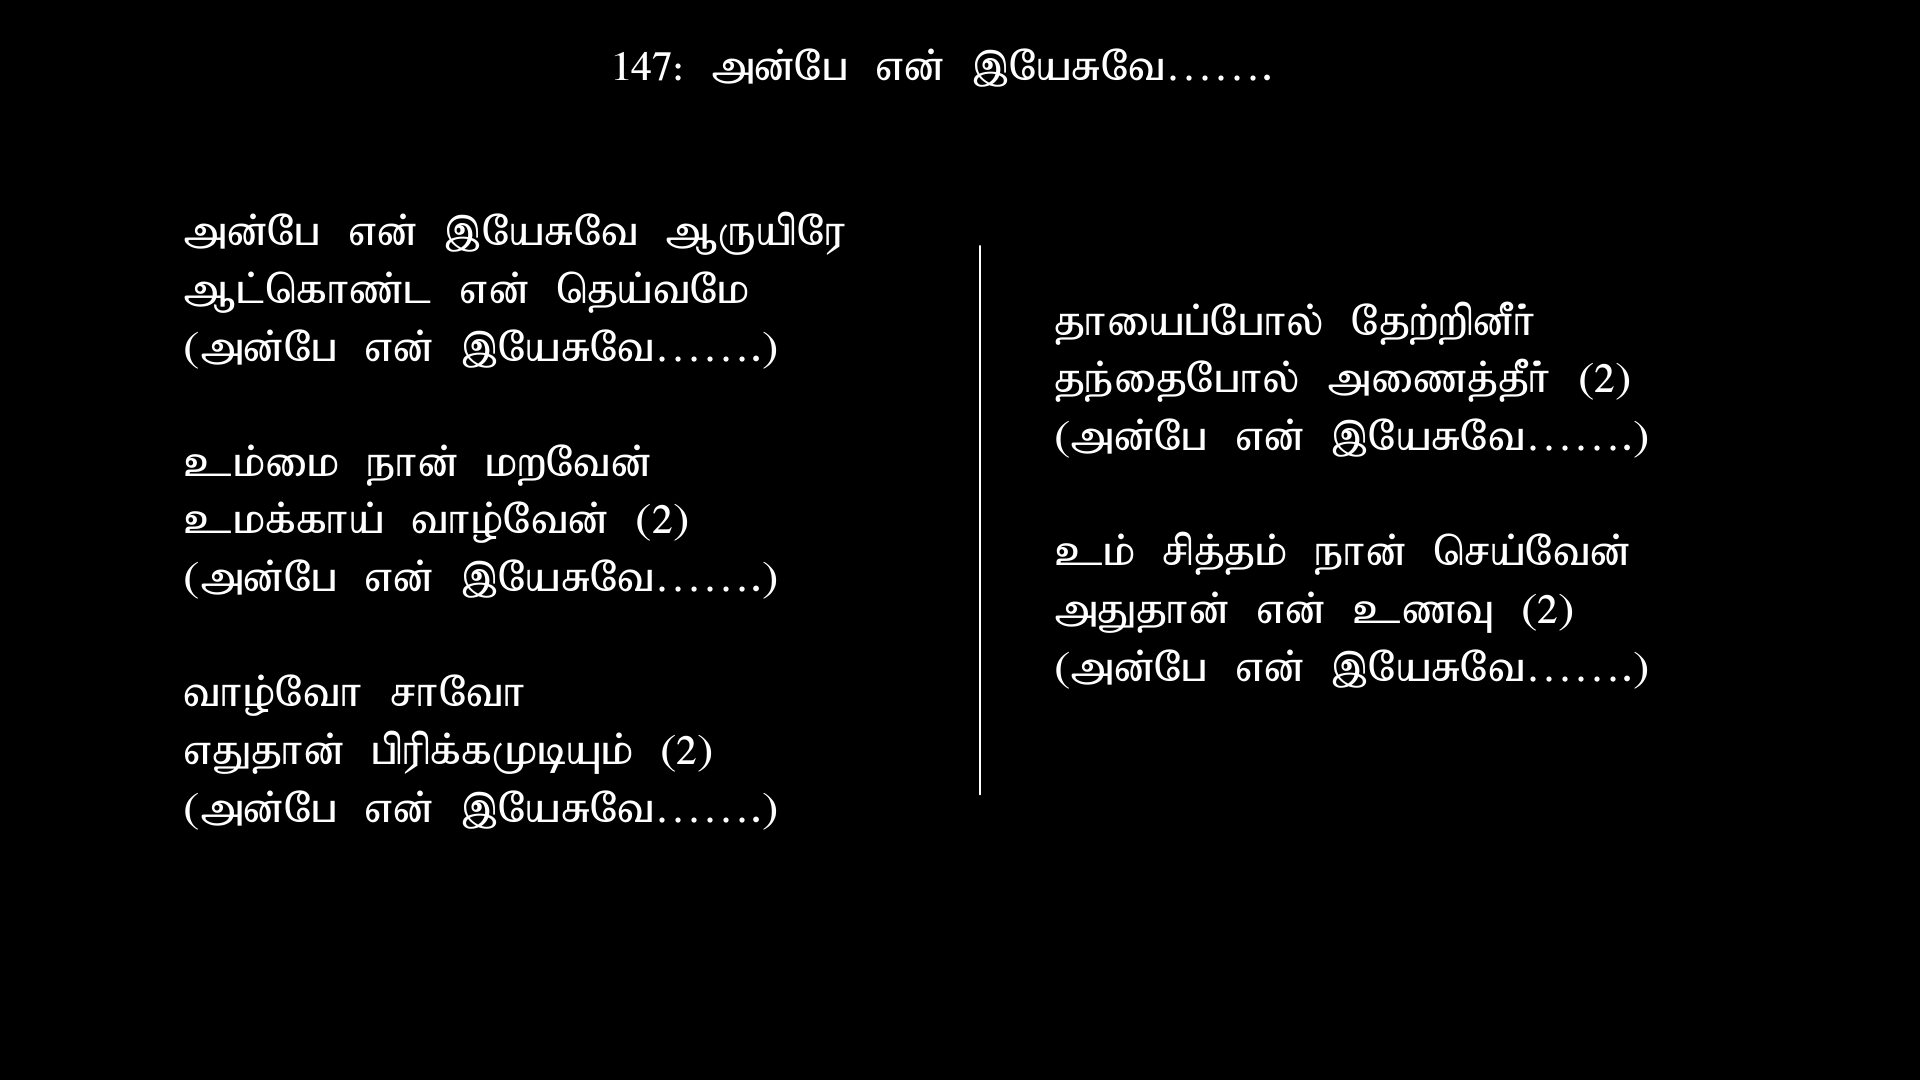 147: அன்பே என் இயேசுவே.......
அன்பே என் இயேசுவே ஆருயிரே
ஆட்கொண்ட என் தெய்வமே
(அன்பே என் இயேசுவே.......)
உம்மை நான் மறவேன்
உமக்காய் வாழ்வேன் (2)
(அன்பே என் இயேசுவே.......)
வாழ்வோ சாவோ
எதுதான் பிரிக்கமுடியும் (2)
(அன்பே என் இயேசுவே.......)
தாயைப்போல் தேற்றினீர்
தந்தைபோல் அணைத்தீர் (2)
(அன்பே என் இயேசுவே.......)
உம் சித்தம் நான் செய்வேன்
அதுதான் என் உணவு (2)
(அன்பே என் இயேசுவே.......)